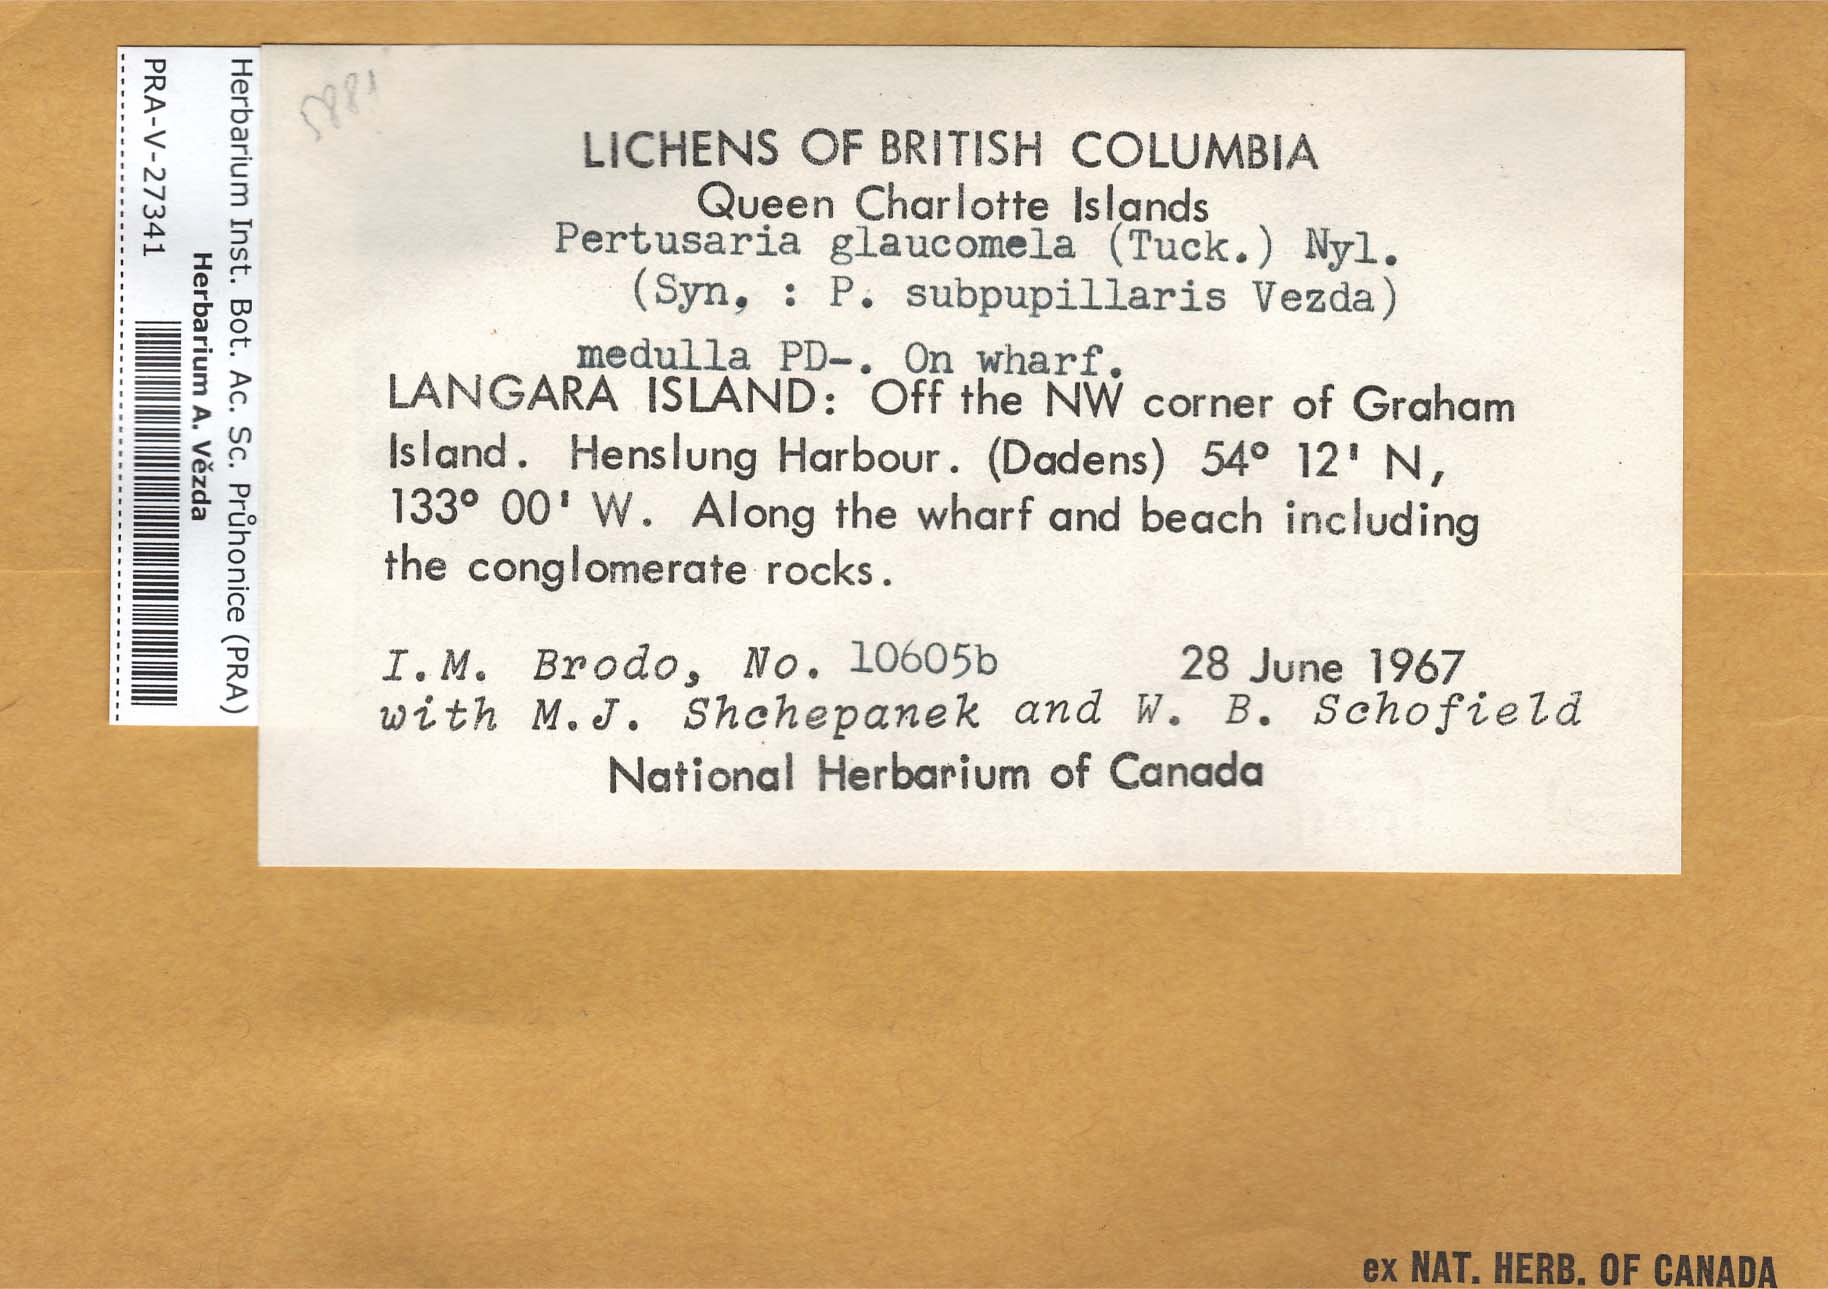 Herbarium Inst. Bot. Ac. Sc. Průhonice (PRA)
Herbarium A. Vězda
PRA-V-27341
5881
LICHENS OF BRITISH COLUMBIA
Queen Charlotte Islands
Pertusaria glaucomela (Tuck.) Nyl.
(Syn, : P. subpupillaris Vezda)
medulla PD-. On wharf.
LANGARA ISLAND: Off the NW corner of Graham
Island. Henslung Harbour. (Dadens) 54° 12' N,
133° 00' W. Along the wharf and beach including
the conglomerate rocks.
I.M. Brodo, No. 10605b 28 June 1967
with M.J. Shchepanek and W. B. Schofield
National Herbarium of Canada
ex NAT. HERB. OF CANADA